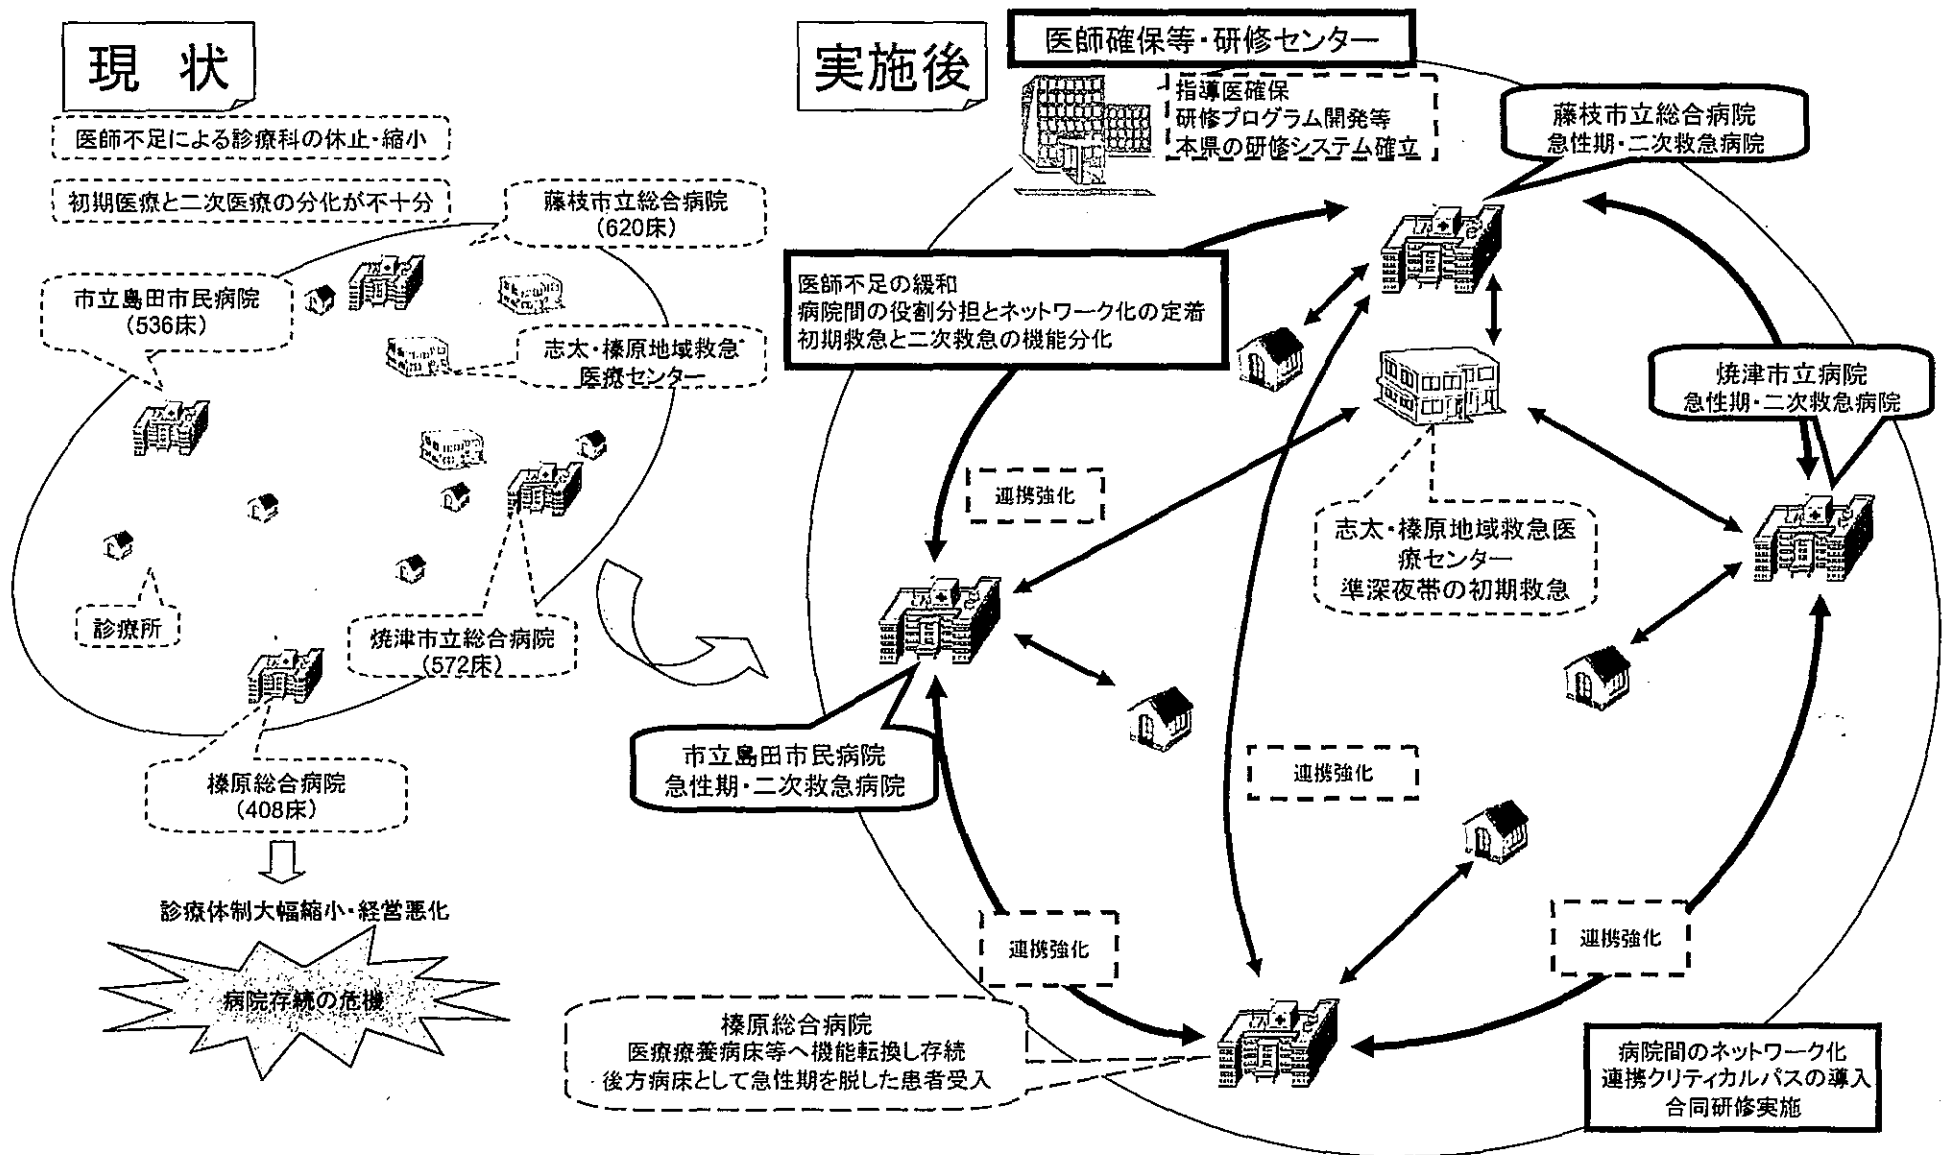 現 状
医師不足による診療科の休止・縮小
初期医療と二次医療の分化が不十分
藤枝市立総合病院
(620床)
市立島田市民病院
(536床)
志太・榛原地域救急
医療センター
診療所
焼津市立総合病院
(572床)
榛原総合病院
(408床)
診療体制大幅縮小・経営悪化
病院存続の危機
実施後
医師確保等・研修センター
指導医確保
研修プログラム開発等
本県の研修システム確立
藤枝市立総合病院
急性期・二次救急病院
医師不足の緩和
病院間の役割分担とネットワーク化の定着
初期救急と二次救急の機能分化
焼津市立病院
急性期・二次救急病院
連携強化
志太・榛原地域救急医
療センター
準深夜帯の初期救急
市立島田市民病院
急性期・二次救急病院
連携強化
連携強化
連携強化
榛原総合病院
医療療養病床等へ機能転換し存続
後方病床として急性期を脱した患者受入
病院間のネットワーク化
連携クリティカルパスの導入
合同研修実施